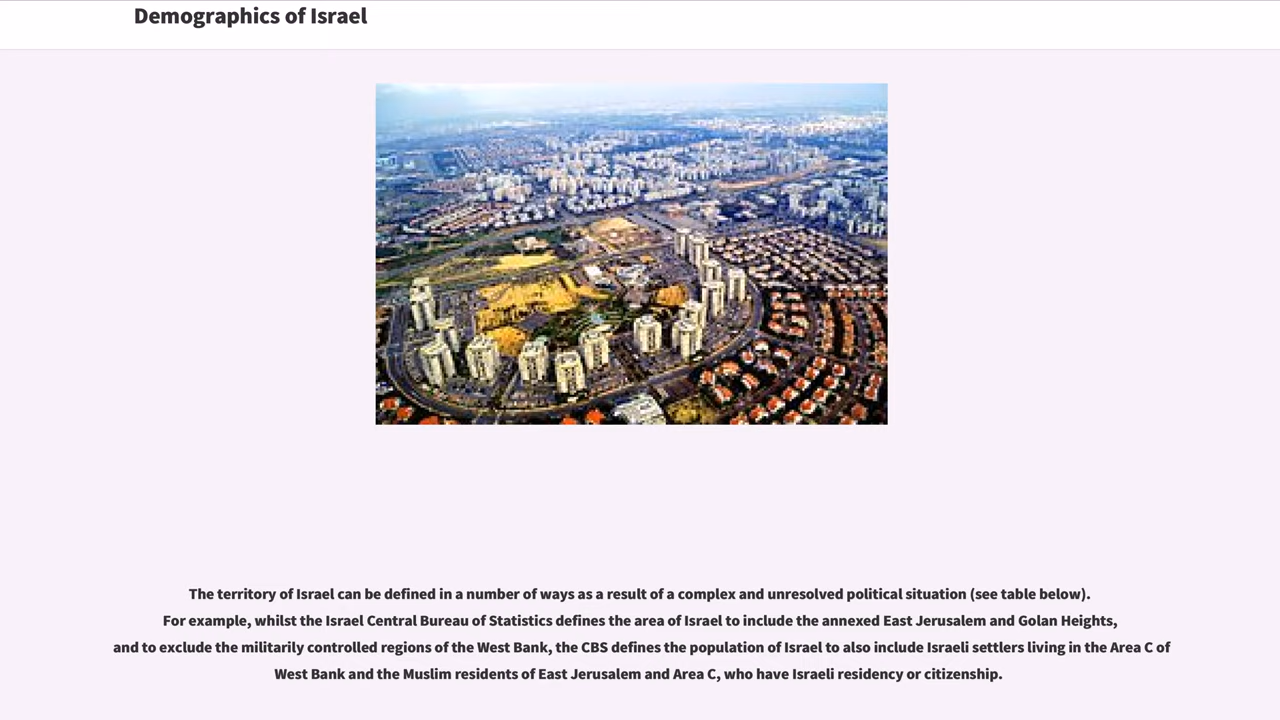 Demographics of Israel
The territory of Israel can be defined in a number of ways as a result of a complex and unresolved political situation (see table below).
For example, whilst the Israel Central Bureau of Statistics defines the area of Israel to include the annexed East Jerusalem and Golan Heights,
and to exclude the militarily controlled regions of the West Bank, the CBS defines the population of Israel to also include Israeli settlers living in the Area C of
West Bank and the Muslim residents of East Jerusalem and Area C, who have Israeli residency or citizenship.